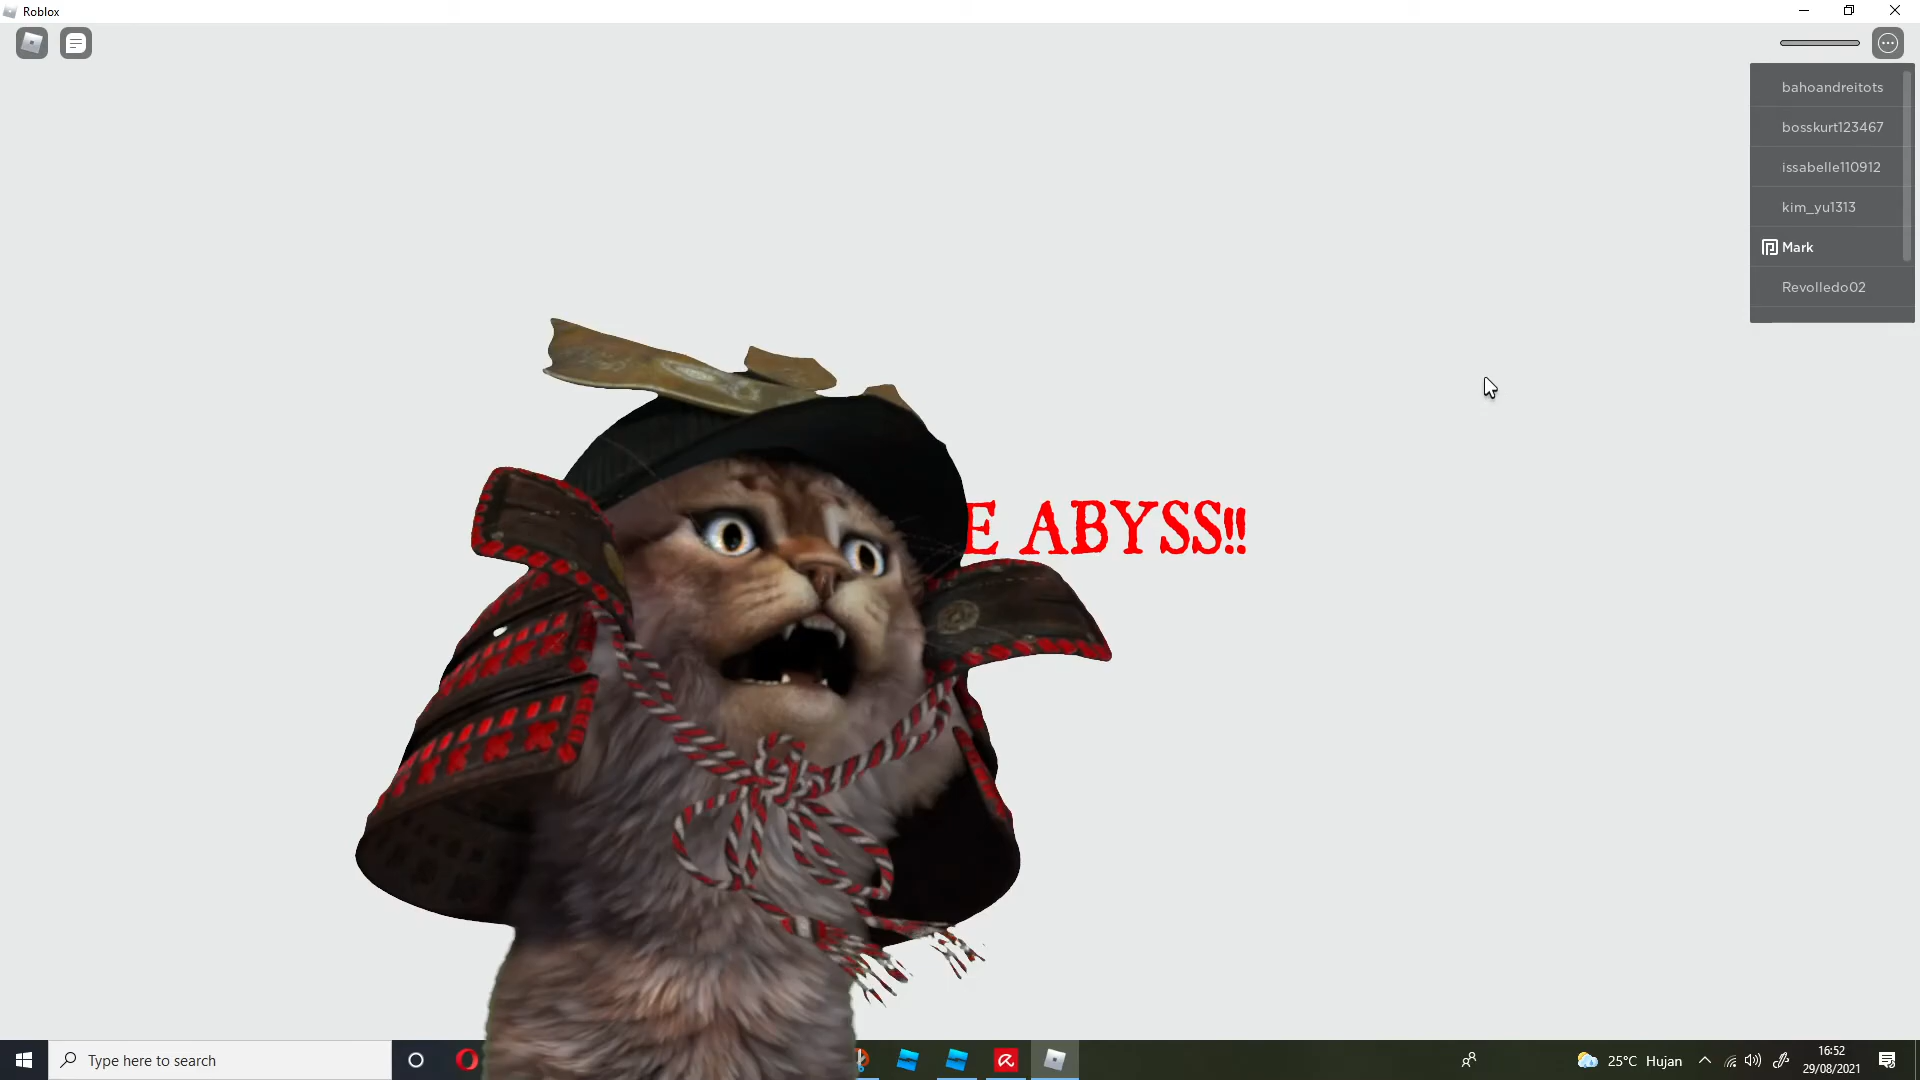 Roblox
bahoandreitots
bosskurt123467
issabelle110912
kim_yu1313
Mark
Revolledo02
E ABYSS!!
Type here to search
25°C Hujan
16:52
29/08/2021